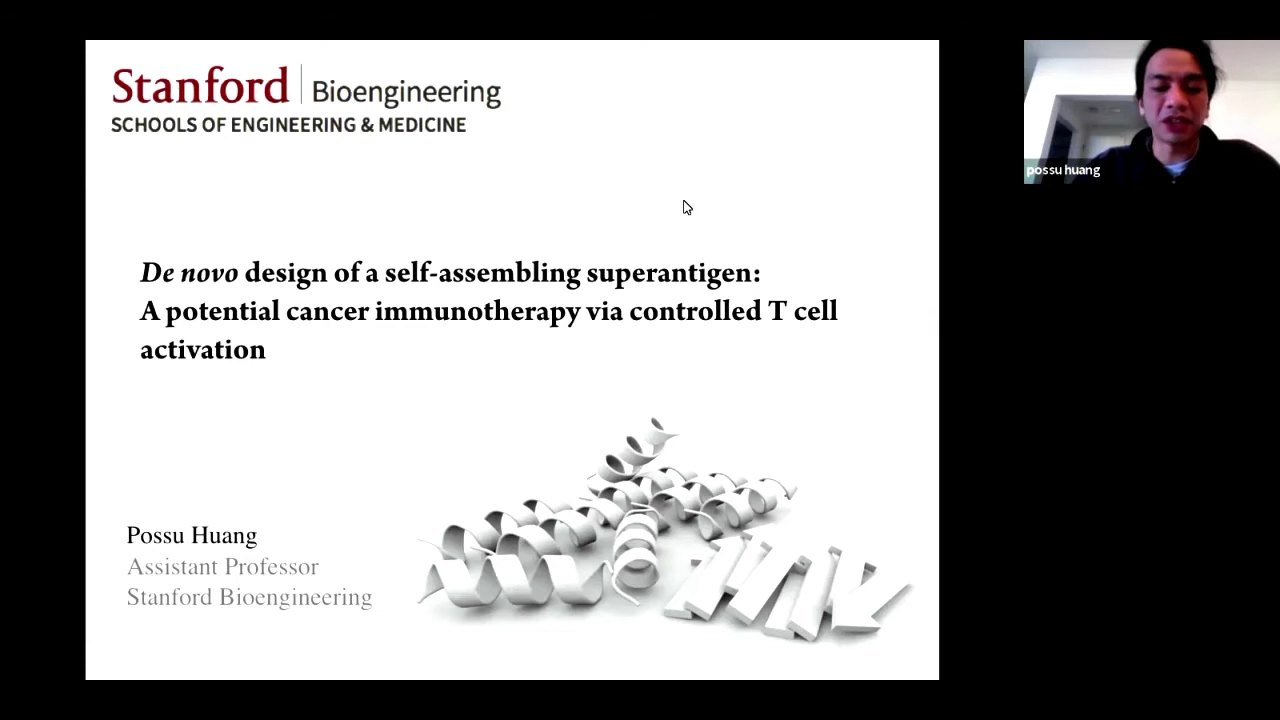 Stanford Bioengineering
SCHOOLS OF ENGINEERING & MEDICINE
possu huang
De novo design of a self-assembling superantigen:
A potential cancer immunotherapy via controlled T cell
activation
Possu Huang
Assistant Professor
Stanford Bioengineering